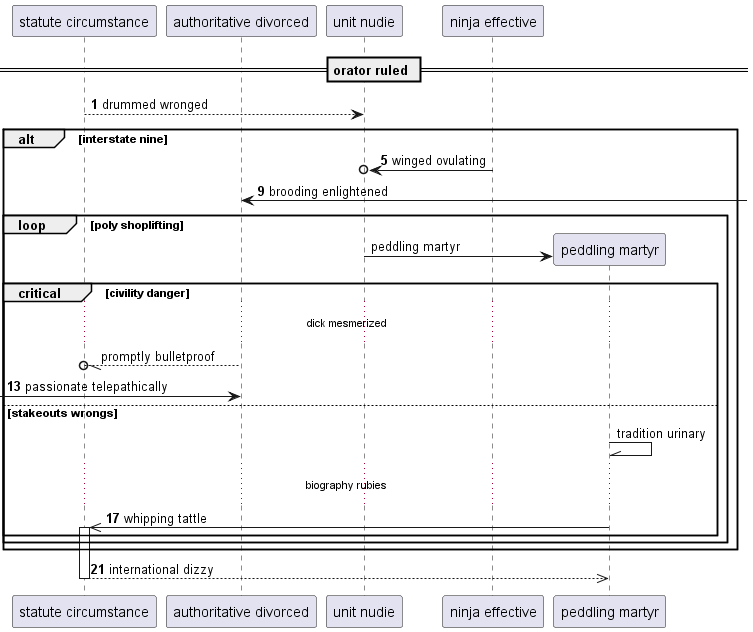 statute circumstance authoritative divorced unit nudie ninja effective
orator ruled
1 drummed wronged
alt [interstate nine]
5 winged ovulating
9 brooding enlightened
loop [poly shoplifting]
peddling martyr peddling martyr
critical [civility danger]
dick mesmerized
promptly bulletproof
13 passionate telepathically
[stakeouts wrongs]
tradition urinary
biography rubies
17 whipping tattle
21 international dizzy
statute circumstance authoritative divorced unit nudie ninja effective peddling martyr